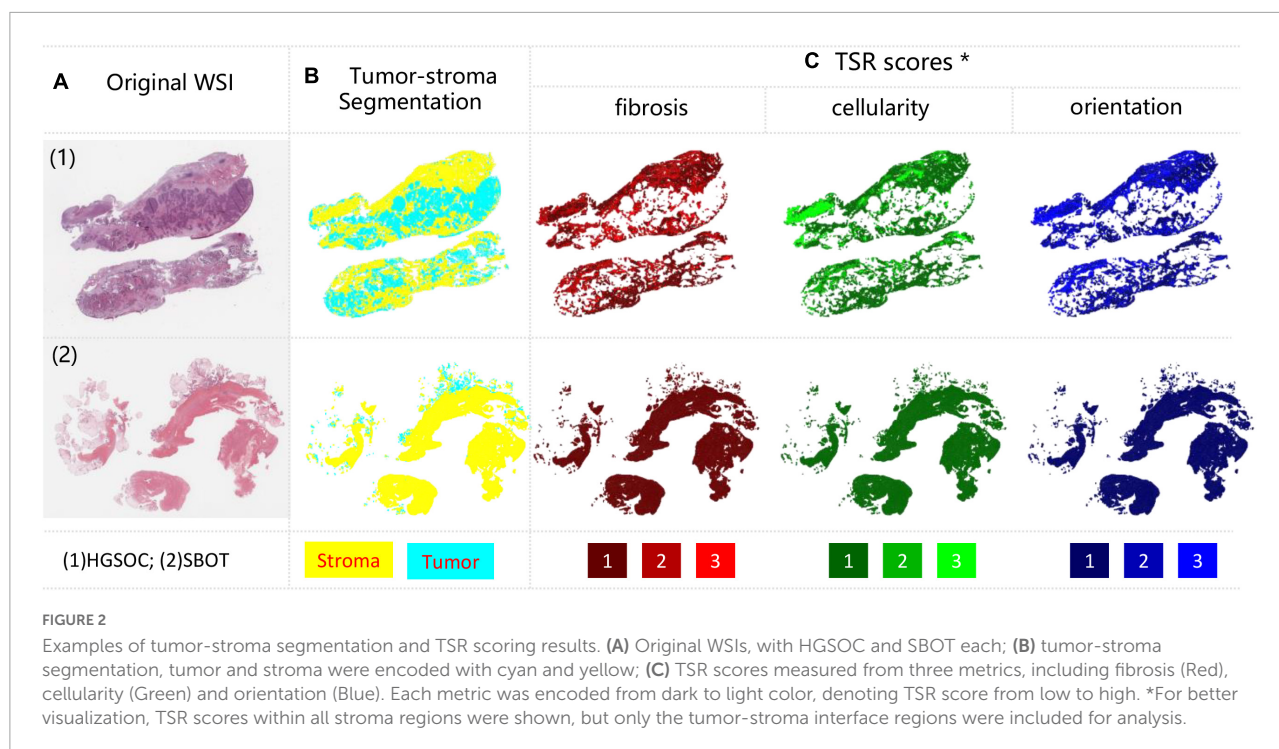 A Original WSI
B Tumor-stroma
Segmentation
C TSR scores *
fibrosis cellularity orientation
(1)
(2)
(1)HGSOC; (2)SBOT
Stroma Tumor
1 2 3
1 2 3
1 2 3
FIGURE 2
Examples of tumor-stroma segmentation and TSR scoring results. (A) Original WSIs, with HGSOC and SBOT each; (B) tumor-stroma
segmentation, tumor and stroma were encoded with cyan and yellow; (C) TSR scores measured from three metrics, including fibrosis (Red),
cellularity (Green) and orientation (Blue). Each metric was encoded from dark to light color, denoting TSR score from low to high. *For better
visualization, TSR scores within all stroma regions were shown, but only the tumor-stroma interface regions were included for analysis.